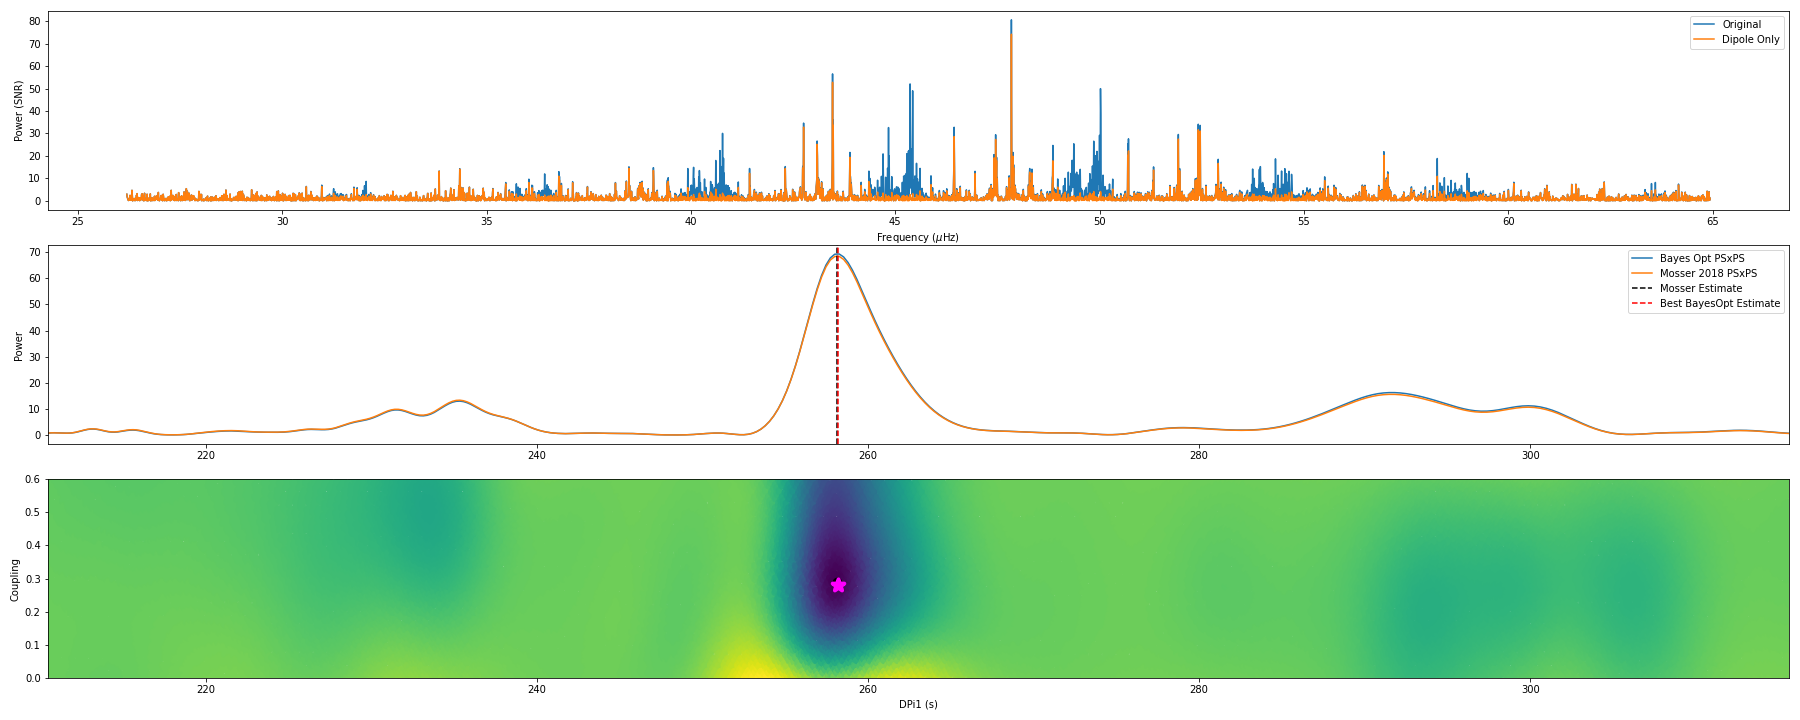 Original
Dipole Only
Power (SNR)
80
70
60
50
40
30
20
10
0
25 30 35 40 45 50 55 60 65
Frequency (μHz)
Bayes Opt PSxPS
Mosser 2018 PSxPS
Mosser Estimate
Best BayesOpt Estimate
Power
70
60
50
40
30
20
10
0
220 240 260 280 300
Coupling
0.6
0.5
0.4
0.3
0.2
0.1
0.0
220 240 260 280 300
DPi1 (s)